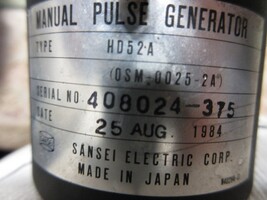 MANUAL PULSE GENERATOR
TYPE HD52A
(OSM-0025-2A)
SERIAL NO 408024-375
DATE 25 AUG. 1984
SANSEI ELECTRIC CORP.
MADE IN JAPAN